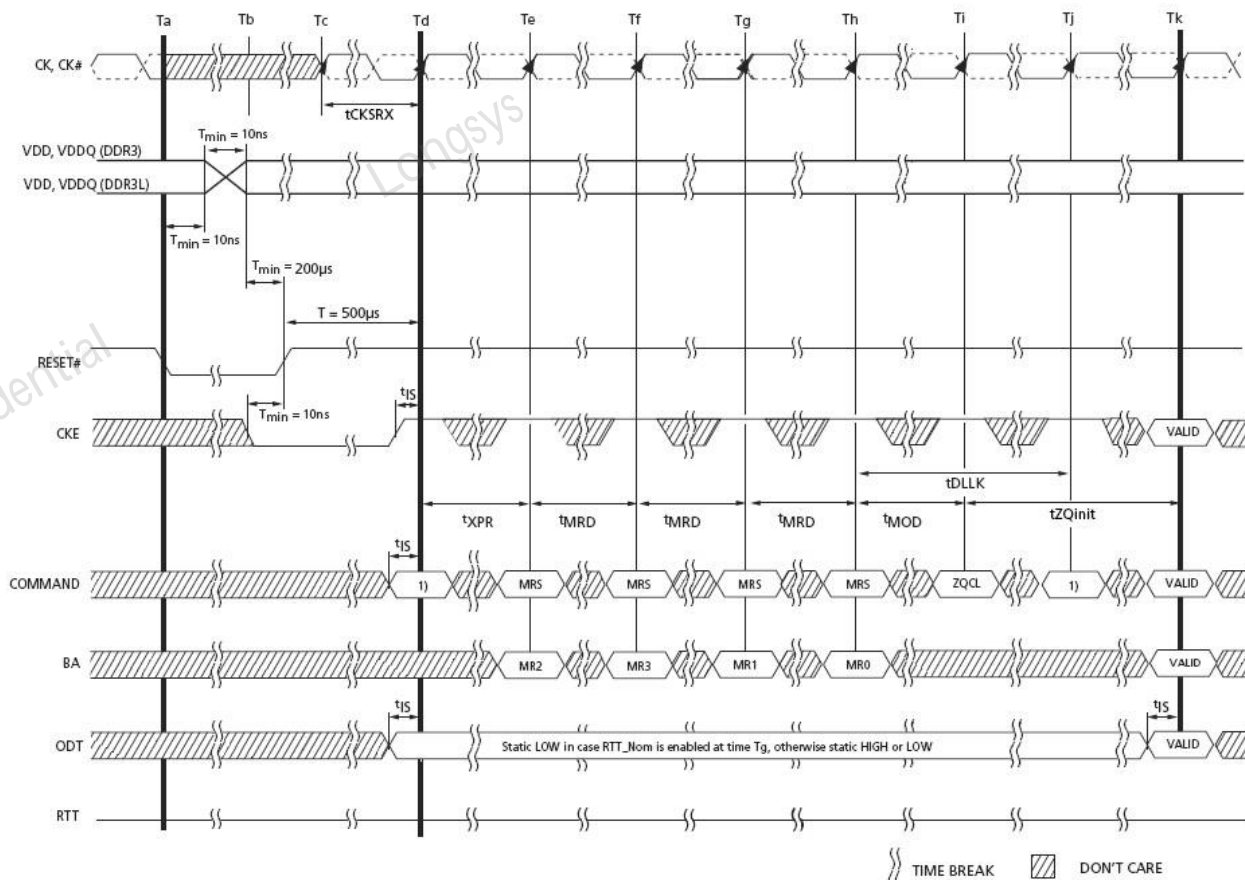 Ta Tb Tc Td Te Tf Tg Th Ti Tj Tk
CK, CK#
tCKSRX
Tmin = 10ns
VDD, VDDQ (DDR3)
VDD, VDDQ (DDR3L)
Tmin = 10ns
Tmin = 200µs
T = 500µs
RESET#
tIS
Tmin = 10ns
CKE
VALID
tDLLK
tXPR tMRD tMRD tMRD tMOD tZQinit
tIS
COMMAND 1) MRS MRS MRS MRS ZQCL 1) VALID
BA MR2 MR3 MR1 MR0 VALID
tIS tIS
ODT Static LOW in case RTT_Nom is enabled at time Tg, otherwise static HIGH or LOW VALID
RTT
TIME BREAK DON'T CARE
Longsys
dential